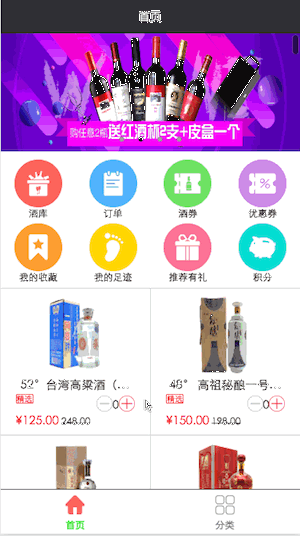 首页
购任意2瓶送红酒杯2支+皮盒一个
酒库 订单 酒券 优惠券
我的收藏 我的足迹 推荐有礼 积分
52° 台湾高粱酒（... 48° 高祖秘酿一号...
精选 0 精选 0
¥125.00 248.00 ¥150.00 198.00
首页 分类